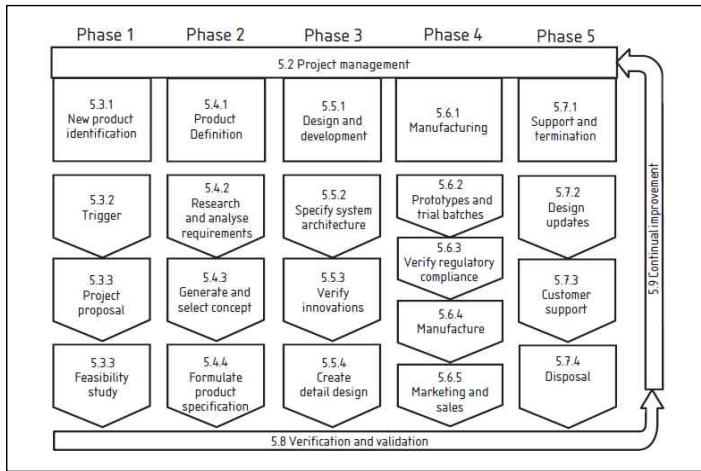 Phase 1 Phase 2 Phase 3 Phase 4 Phase 5
5.2 Project management
5.3.1
New product
identification
5.3.2
Trigger
5.3.3
Project
proposal
5.3.3
Feasibility
study
5.4.1
Product
Definition
5.4.2
Research
and analyse
requirements
5.4.3
Generate and
select concept
5.4.4
Formulate
product
specification
5.5.1
Design and
development
5.5.2
Specify system
architecture
5.5.3
Verify
innovations
5.5.4
Create
detail design
5.6.1
Manufacturing
5.6.2
Prototypes and
trial batches
5.6.3
Verify regulatory
compliance
5.6.4
Manufacture
5.6.5
Marketing and
sales
5.7.1
Support and
termination
5.7.2
Design
updates
5.7.3
Customer
support
5.7.4
Disposal
5.9 Continual improvement
5.8 Verification and validation